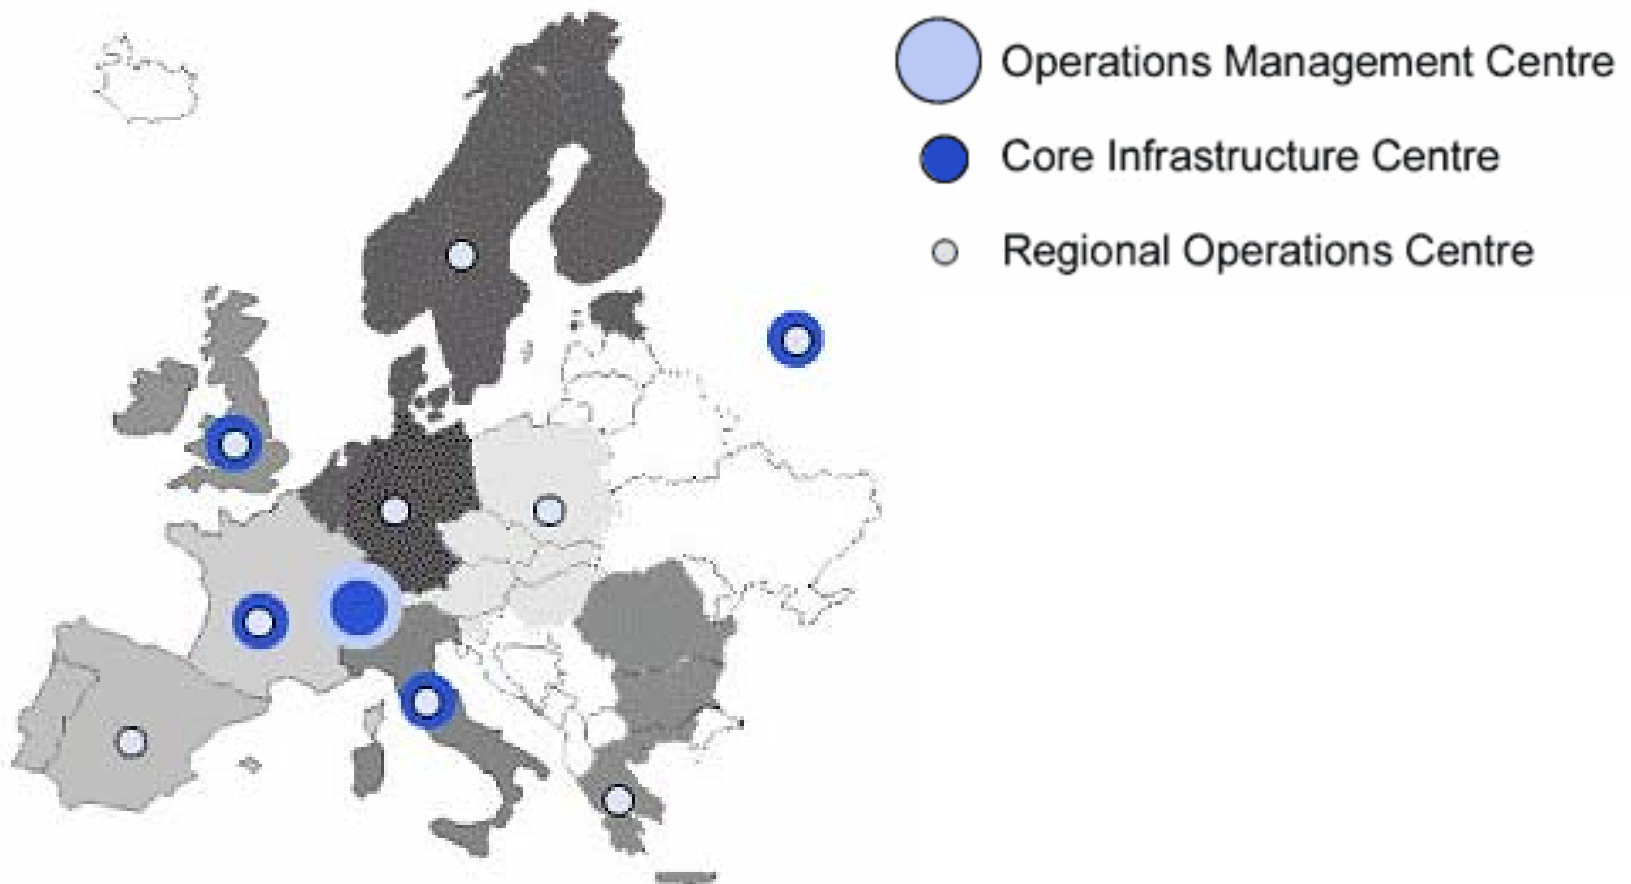 Operations Management Centre
Core Infrastructure Centre
Regional Operations Centre